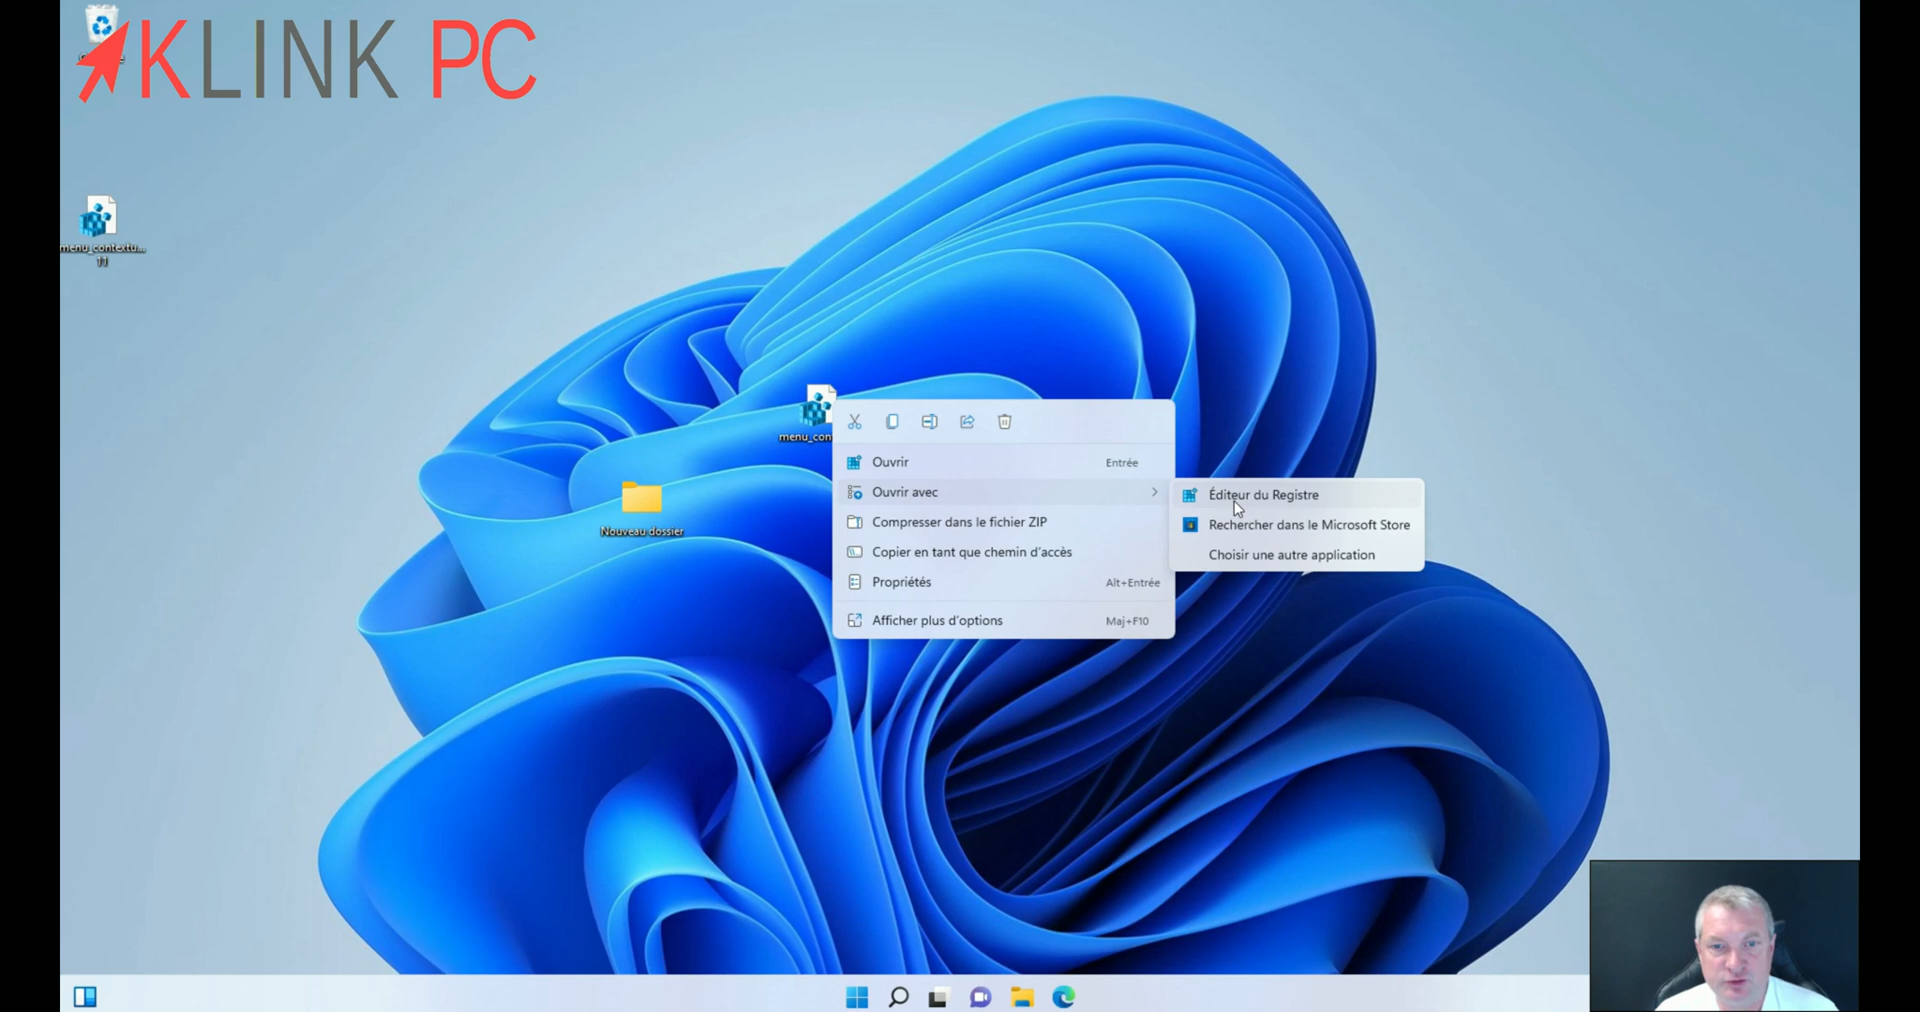 KLINK PC
menu_contextu...
11
menu_con
Nouveau dossier
Ouvrir Entrée
Ouvrir avec
Compresser dans le fichier ZIP
Copier en tant que chemin d'accès
Propriétés Alt+Entrée
Afficher plus d'options Maj+F10
Éditeur du Registre
Rechercher dans le Microsoft Store
Choisir une autre application